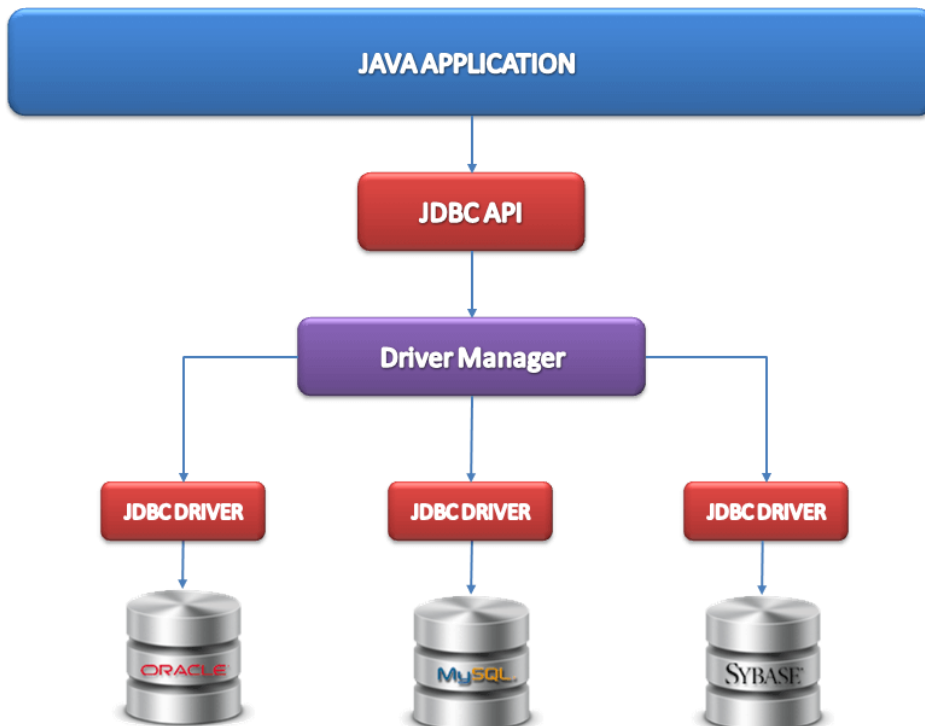 JAVA APPLICATION
JDBC API
Driver Manager
JDBC DRIVER
JDBC DRIVER
JDBC DRIVER
ORACLE
MySQL
SYBASE